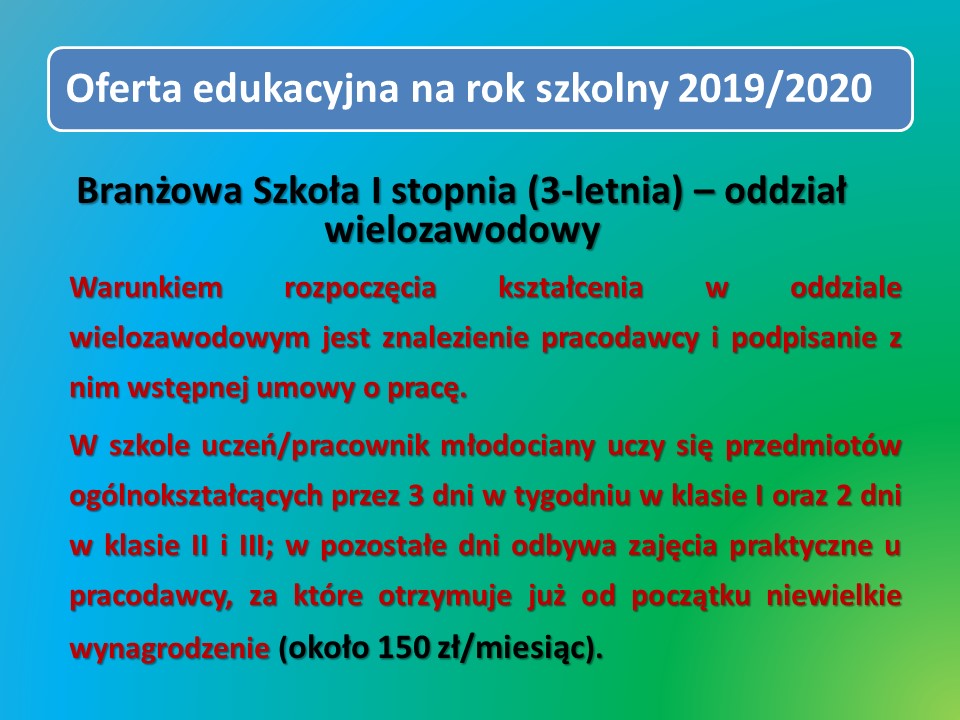 Oferta edukacyjna na rok szkolny 2019/2020
Branżowa Szkoła I stopnia (3-letnia) – oddział
wielozawodowy
Warunkiem rozpoczęcia kształcenia w oddziale
wielozawodowym jest znalezienie pracodawcy i podpisanie z
nim wstępnej umowy o pracę.
W szkole uczeń/pracownik młodociany uczy się przedmiotów
ogólnokształcących przez 3 dni w tygodniu w klasie I oraz 2 dni
w klasie II i III; w pozostałe dni odbywa zajęcia praktyczne u
pracodawcy, za które otrzymuje już od początku niewielkie
wynagrodzenie (około 150 zł/miesiąc).